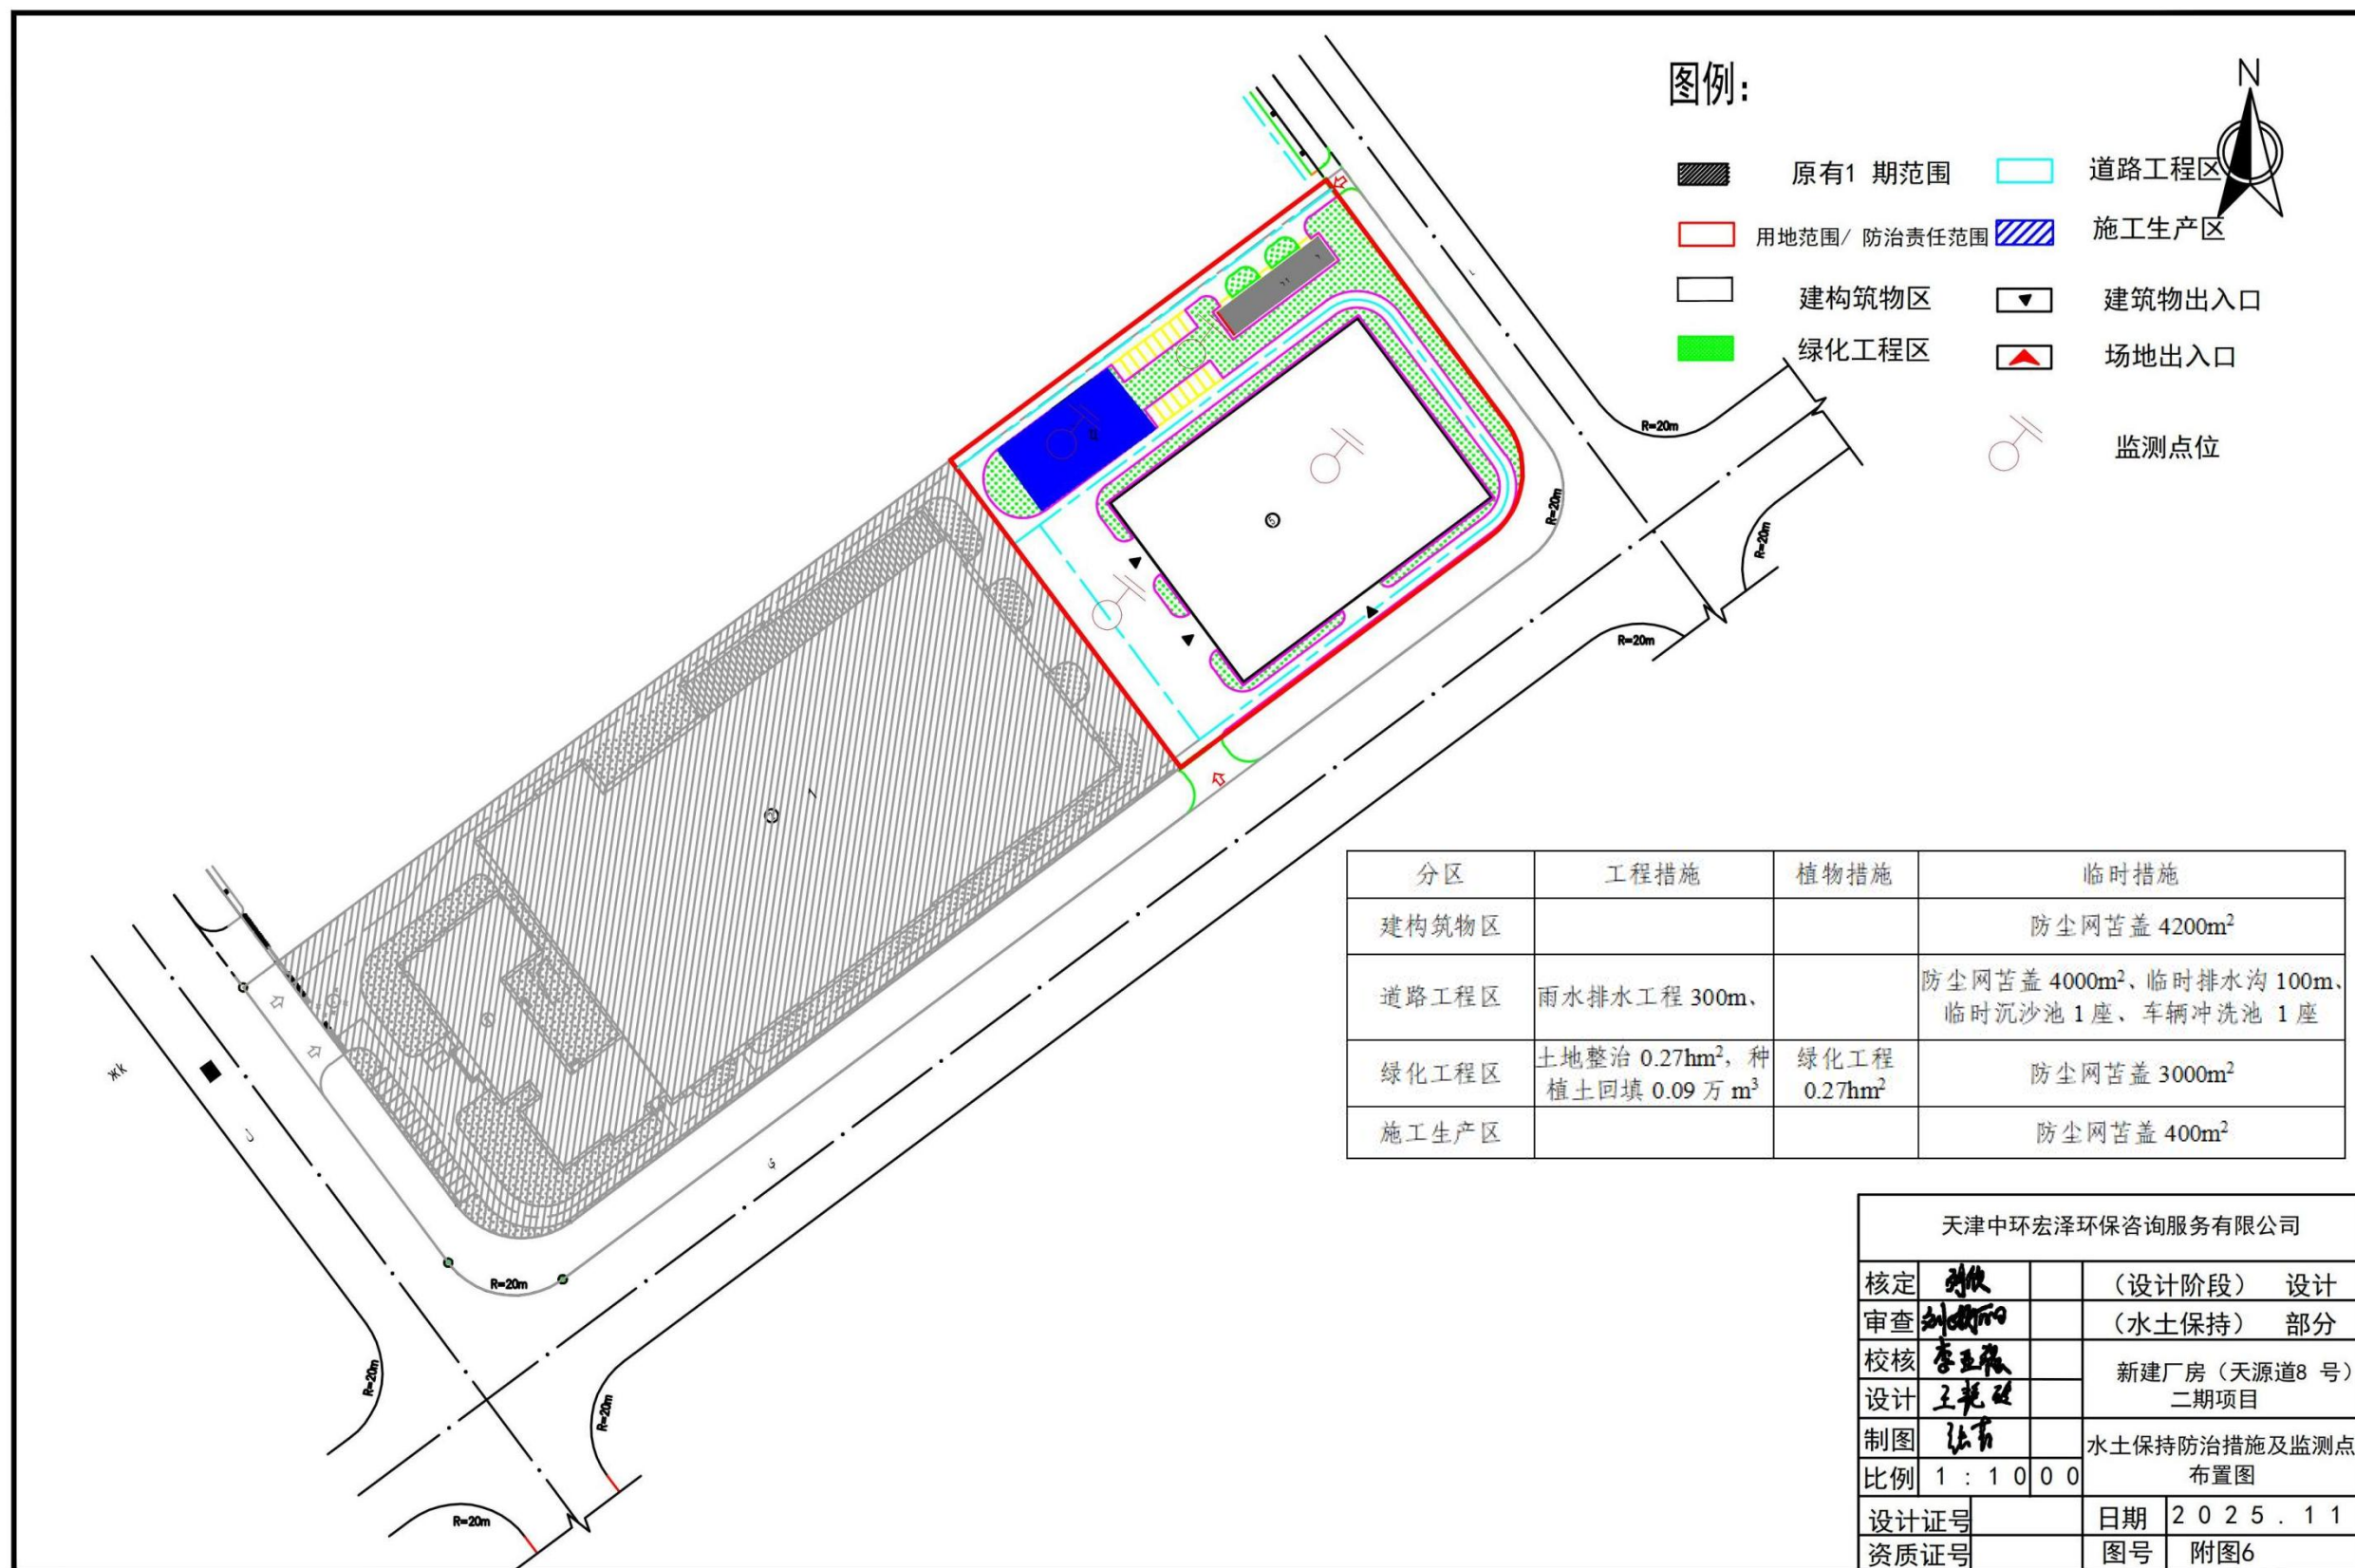 图例:
N
原有1 期范围
道路工程区
用地范围/ 防治责任范围
施工生产区
建构筑物区
建筑物出入口
绿化工程区
场地出入口
监测点位
R=20m
R=20m
R=20m
R=20m
5
1
ЖК
J
G
R=20m
R=20m
R=20m
R=20m
分区 工程措施 植物措施 临时措施
建构筑物区 防尘网苫盖 4200m²
道路工程区 雨水排水工程 300m、 防尘网苫盖 4000m²、临时排水沟 100m、
临时沉沙池 1 座、车辆冲洗池 1 座
绿化工程区 土地整治 0.27hm², 种
植土回填 0.09 万 m³
绿化工程
0.27hm²
防尘网苫盖 3000m²
施工生产区 防尘网苫盖 400m²
天津中环宏泽环保咨询服务有限公司
核定 (设计阶段) 设计
审查 (水土保持) 部分
校核 新建厂房 (天源道8 号)
二期项目
设计
制图 水土保持防治措施及监测点
布置图
比例 1:1000
设计证号 日期 2025.11
资质证号 图号 附图6